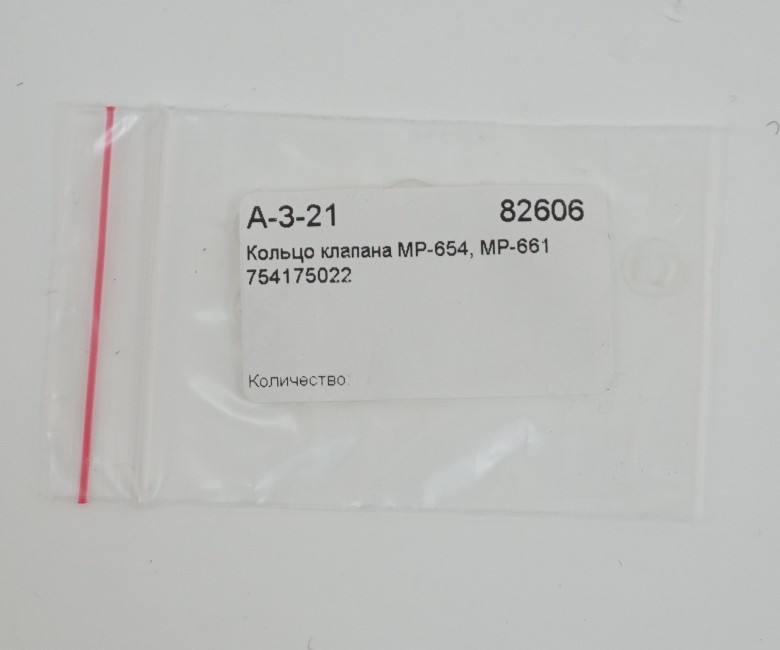 А-3-21 82606
Кольцо клапана МР-654, МР-661
754175022
Количество: